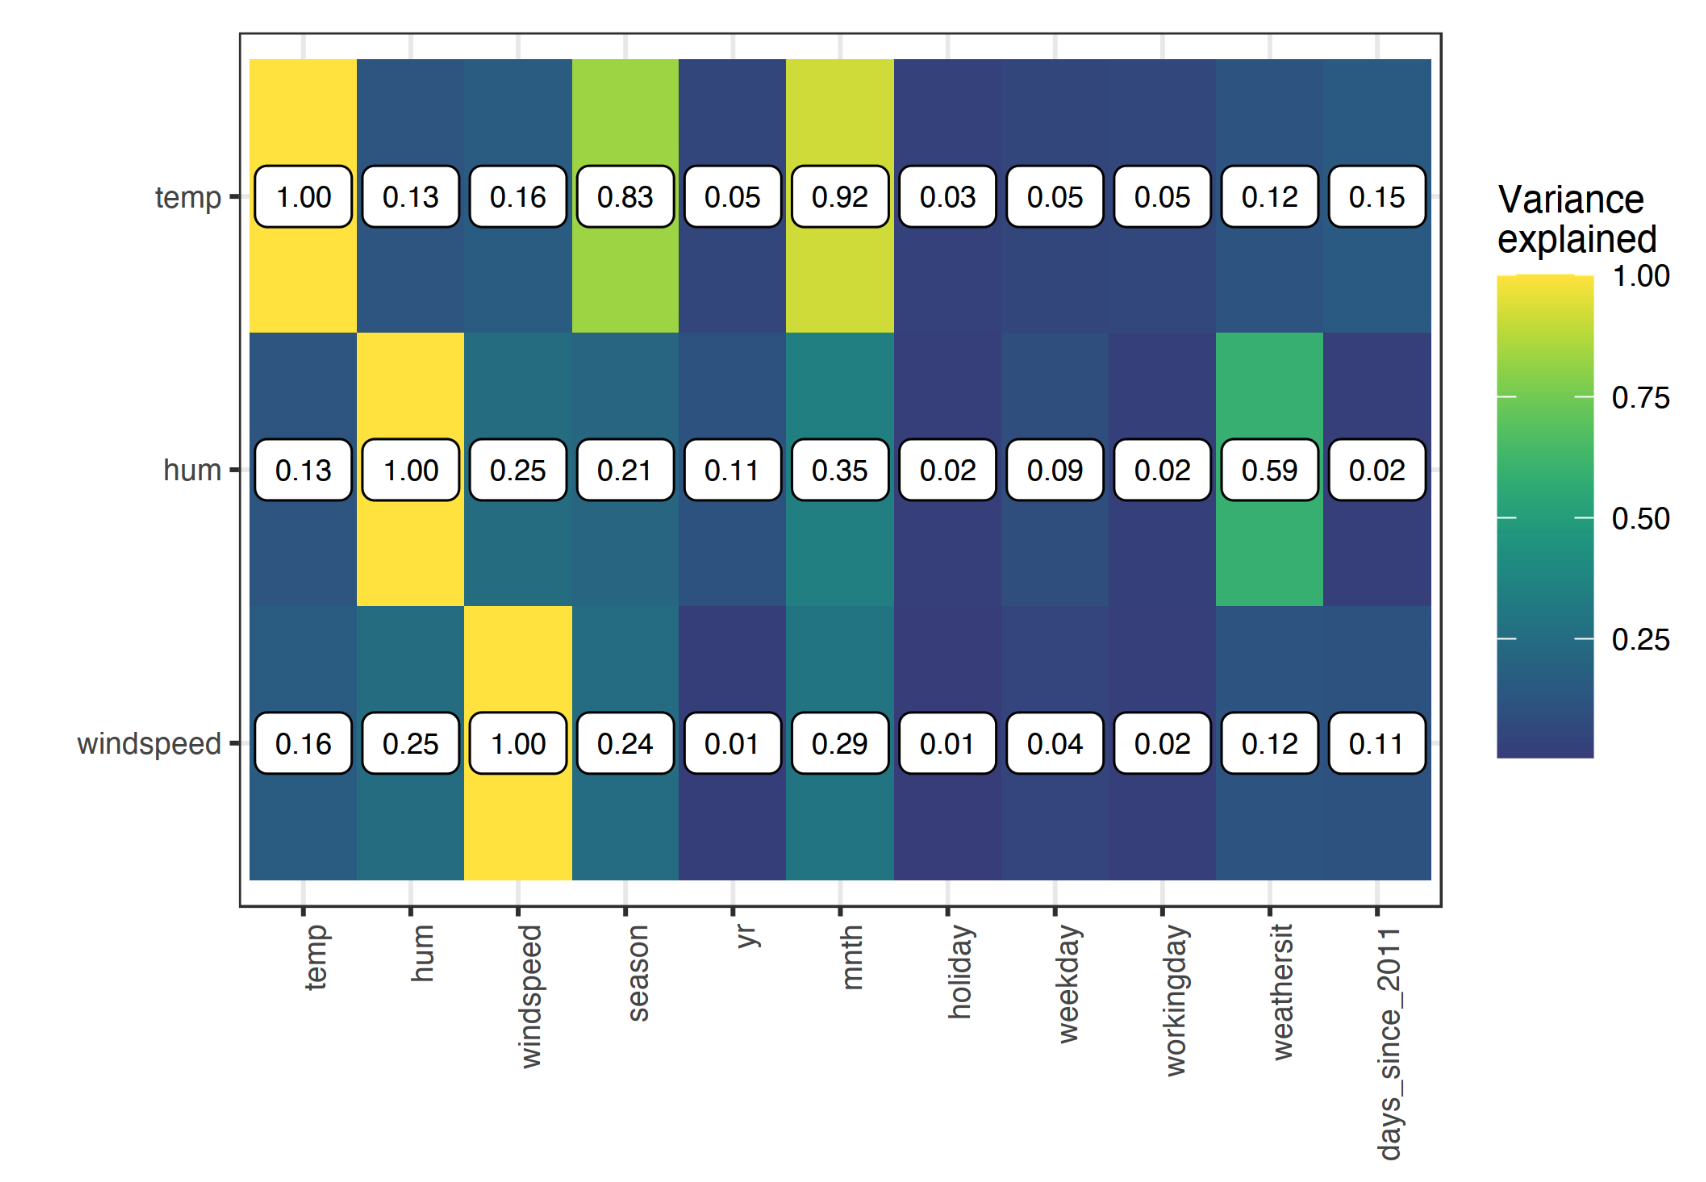 Variance
explained
1.00
0.75
0.50
0.25
temp 1.00 0.13 0.16 0.83 0.05 0.92 0.03 0.05 0.05 0.12 0.15
hum 0.13 1.00 0.25 0.21 0.11 0.35 0.02 0.09 0.02 0.59 0.02
windspeed 0.16 0.25 1.00 0.24 0.01 0.29 0.01 0.04 0.02 0.12 0.11
temp
hum
windspeed
season
yr
mnth
holiday
weekday
workingday
weathersit
days_since_2011